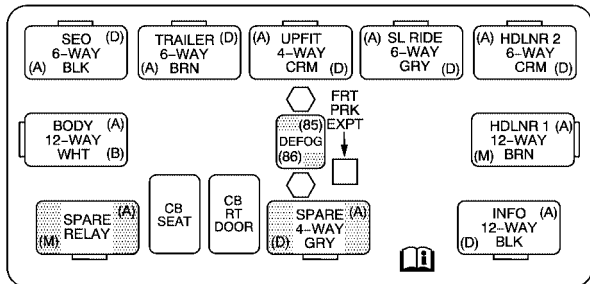 SEO (D)
6-WAY
(A) BLK
TRAILER (D)
6-WAY
(A) BRN
(A) UPFIT
4-WAY
CRM (D)
(A) SL RIDE
6-WAY
GRY (D)
(A) HDLNR 2
6-WAY
CRM (D)
BODY (A)
12-WAY
WHT (B)
(85)
DEFOG
(86)
FRT
PRK
EXPT
HDLNR 1 (A)
12-WAY
(M) BRN
SPARE (A)
RELAY
(M)
CB
SEAT
CB
RT
DOOR
SPARE (A)
4-WAY
(D) GRY
INFO (A)
12-WAY
(D) BLK
i